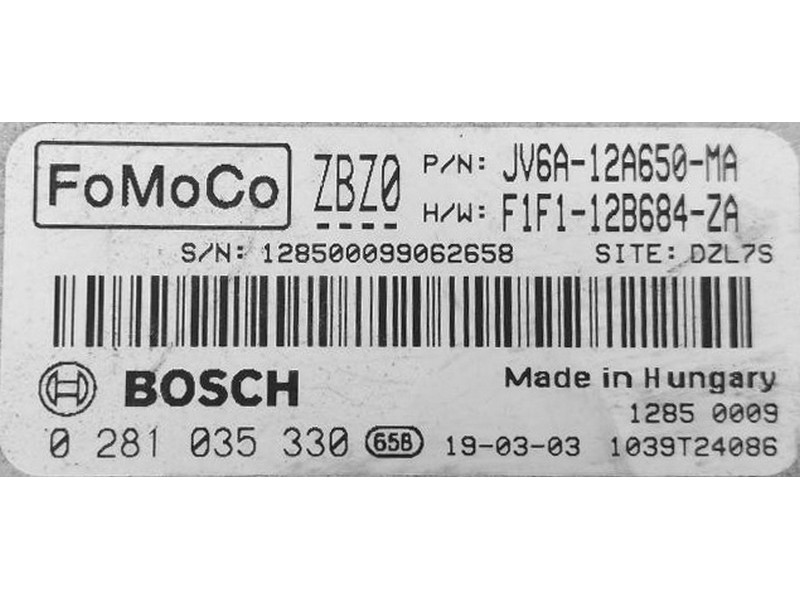 FoMoCo ZBZ0 P/N: JV6A-12A650-MA
H/W: F1F1-12B684-ZA
S/N: 128500099062658 SITE: DZL7S
BOSCH Made in Hungary
1285 0009
0 281 035 330 65B 19-03-03 1039T24086